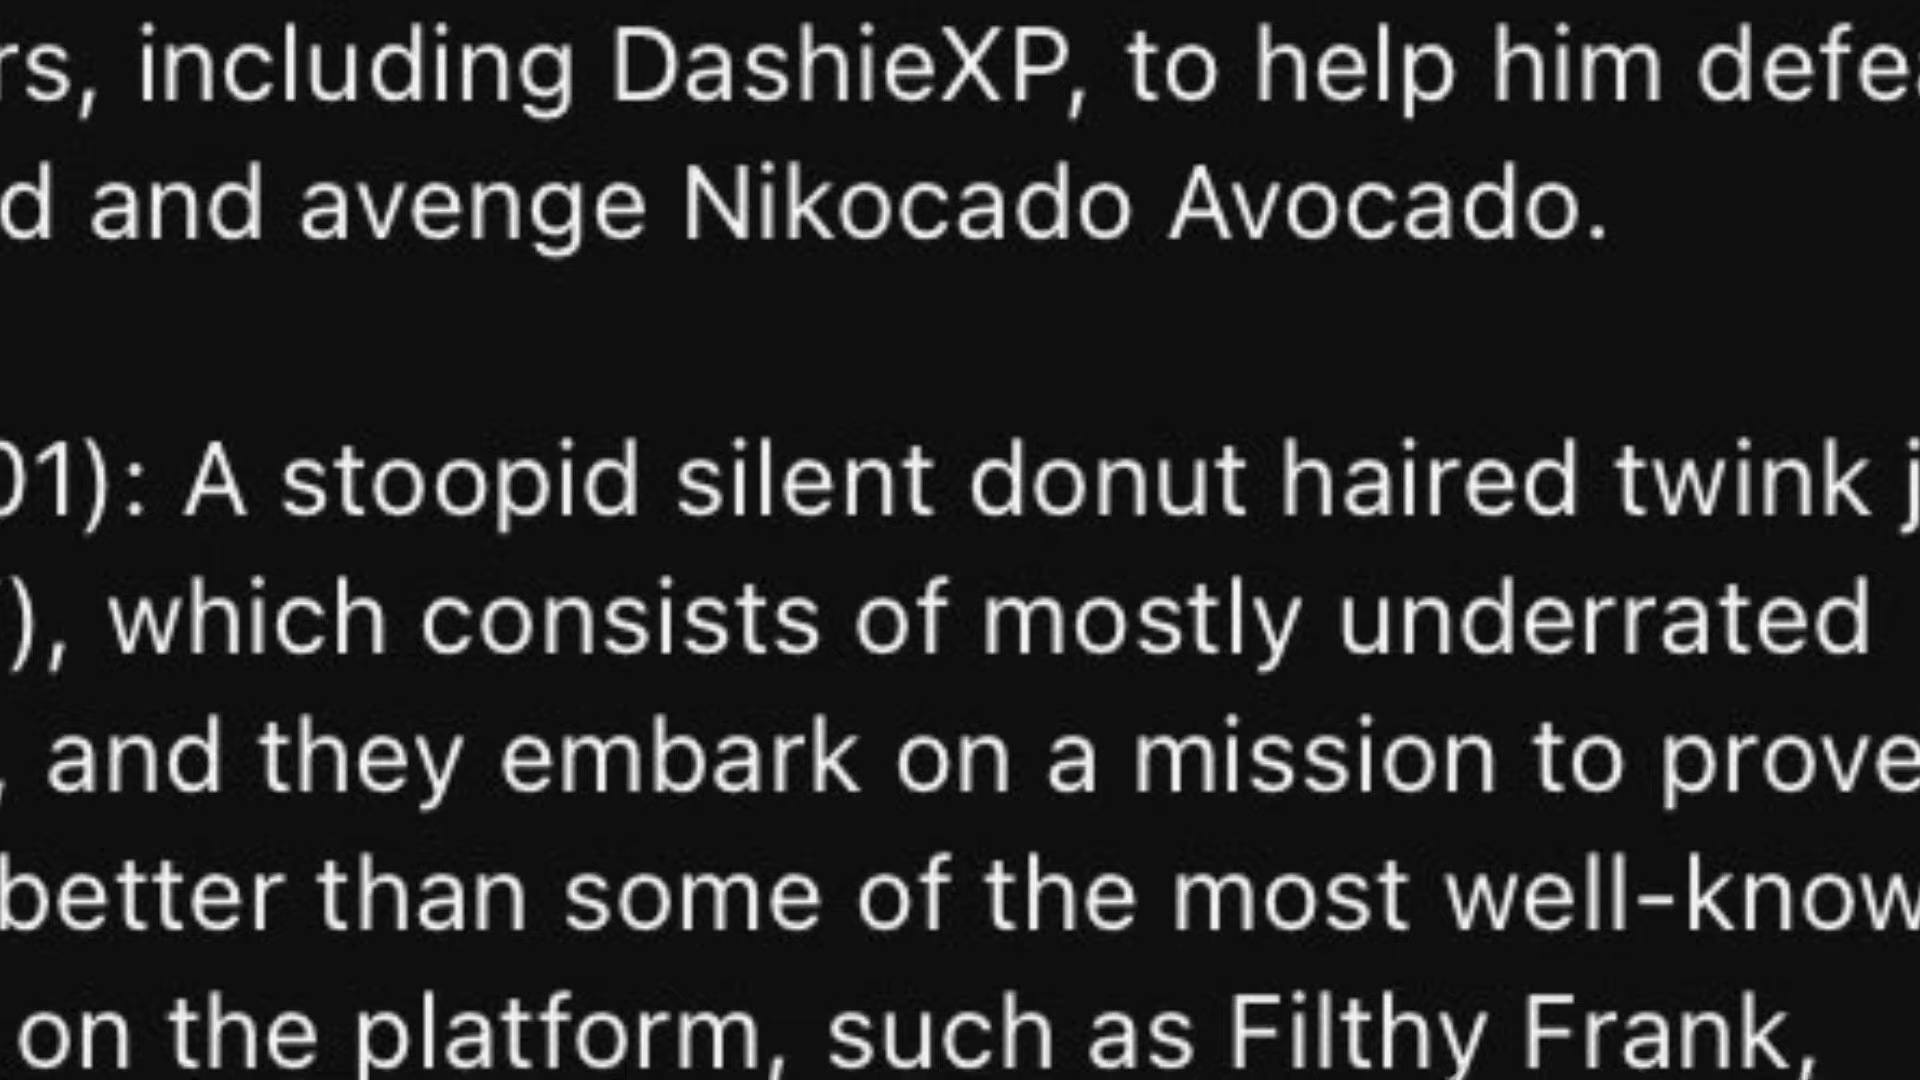 rs, including DashieXP, to help him defea
d and avenge Nikocado Avocado.
01): A stoopid silent donut haired twink j
), which consists of mostly underrated
, and they embark on a mission to prove
better than some of the most well-know
on the platform, such as Filthy Frank,